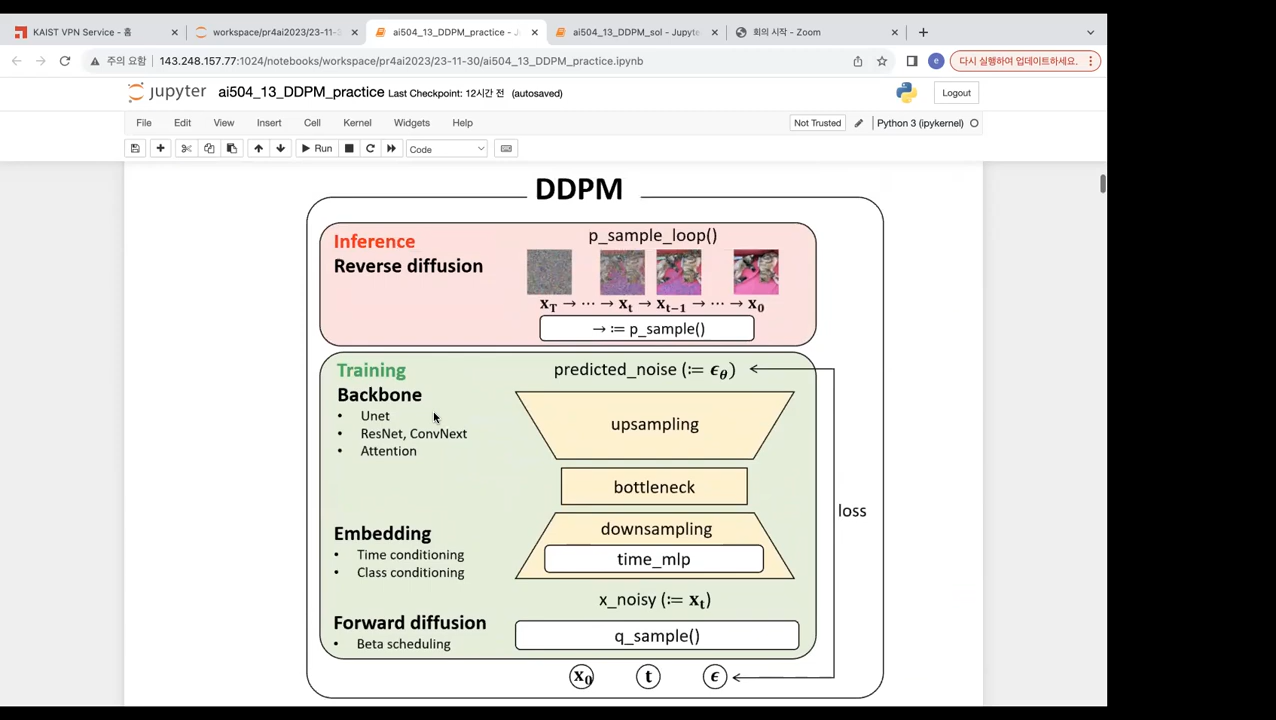 KAIST VPN Service - 홈
workspace/pr4ai2023/23-11-3
ai504_13_DDPM_practice - J
ai504_13_DDPM_sol - Jupyte
회의 시작 - Zoom
주의 요함
143.248.157.77:1024/notebooks/workspace/pr4ai2023/23-11-30/ai504_13_DDPM_practice.ipynb
e
다시 실행하여 업데이트하세요.
jupyter
ai504_13_DDPM_practice Last Checkpoint: 12시간 전 (autosaved)
Logout
File Edit View Insert Cell Kernel Widgets Help
Not Trusted
Python 3 (ipykernel)
Run
Code
DDPM
Inference
Reverse diffusion
p_sample_loop()
x_T → ⋯ → x_t → x_{t−1} → ⋯ → x_0
→ ≔ p_sample()
Training
predicted_noise (≔ ϵ_θ)
Backbone
• Unet
• ResNet, ConvNext
• Attention
upsampling
bottleneck
loss
Embedding
• Time conditioning
• Class conditioning
downsampling
time_mlp
x_noisy (≔ x_t)
Forward diffusion
• Beta scheduling
q_sample()
x_0 t ϵ